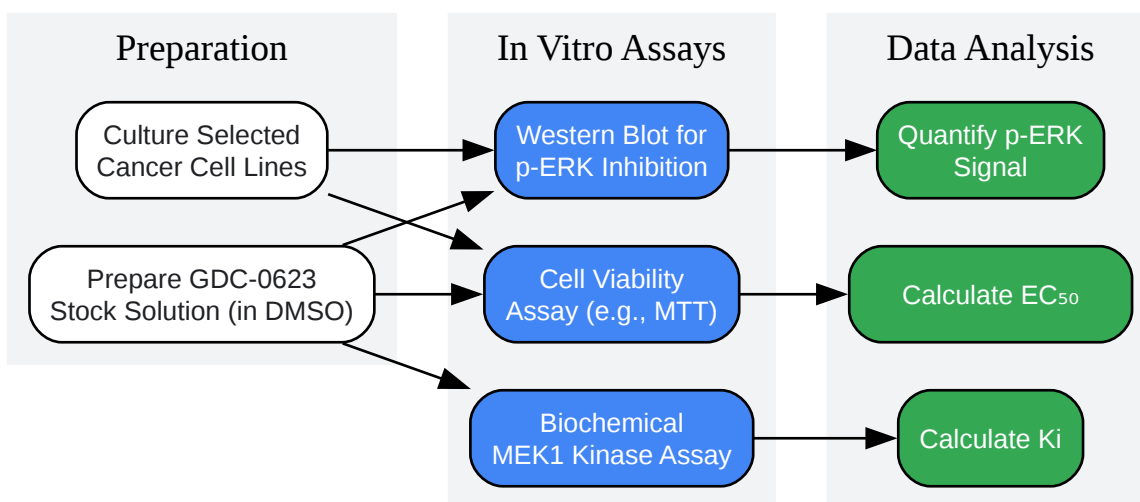 Preparation
Culture Selected
Cancer Cell Lines
Prepare GDC-0623
Stock Solution (in DMSO)
In Vitro Assays
Western Blot for
p-ERK Inhibition
Cell Viability
Assay (e.g., MTT)
Biochemical
MEK1 Kinase Assay
Data Analysis
Quantify p-ERK
Signal
Calculate EC₅₀
Calculate Ki